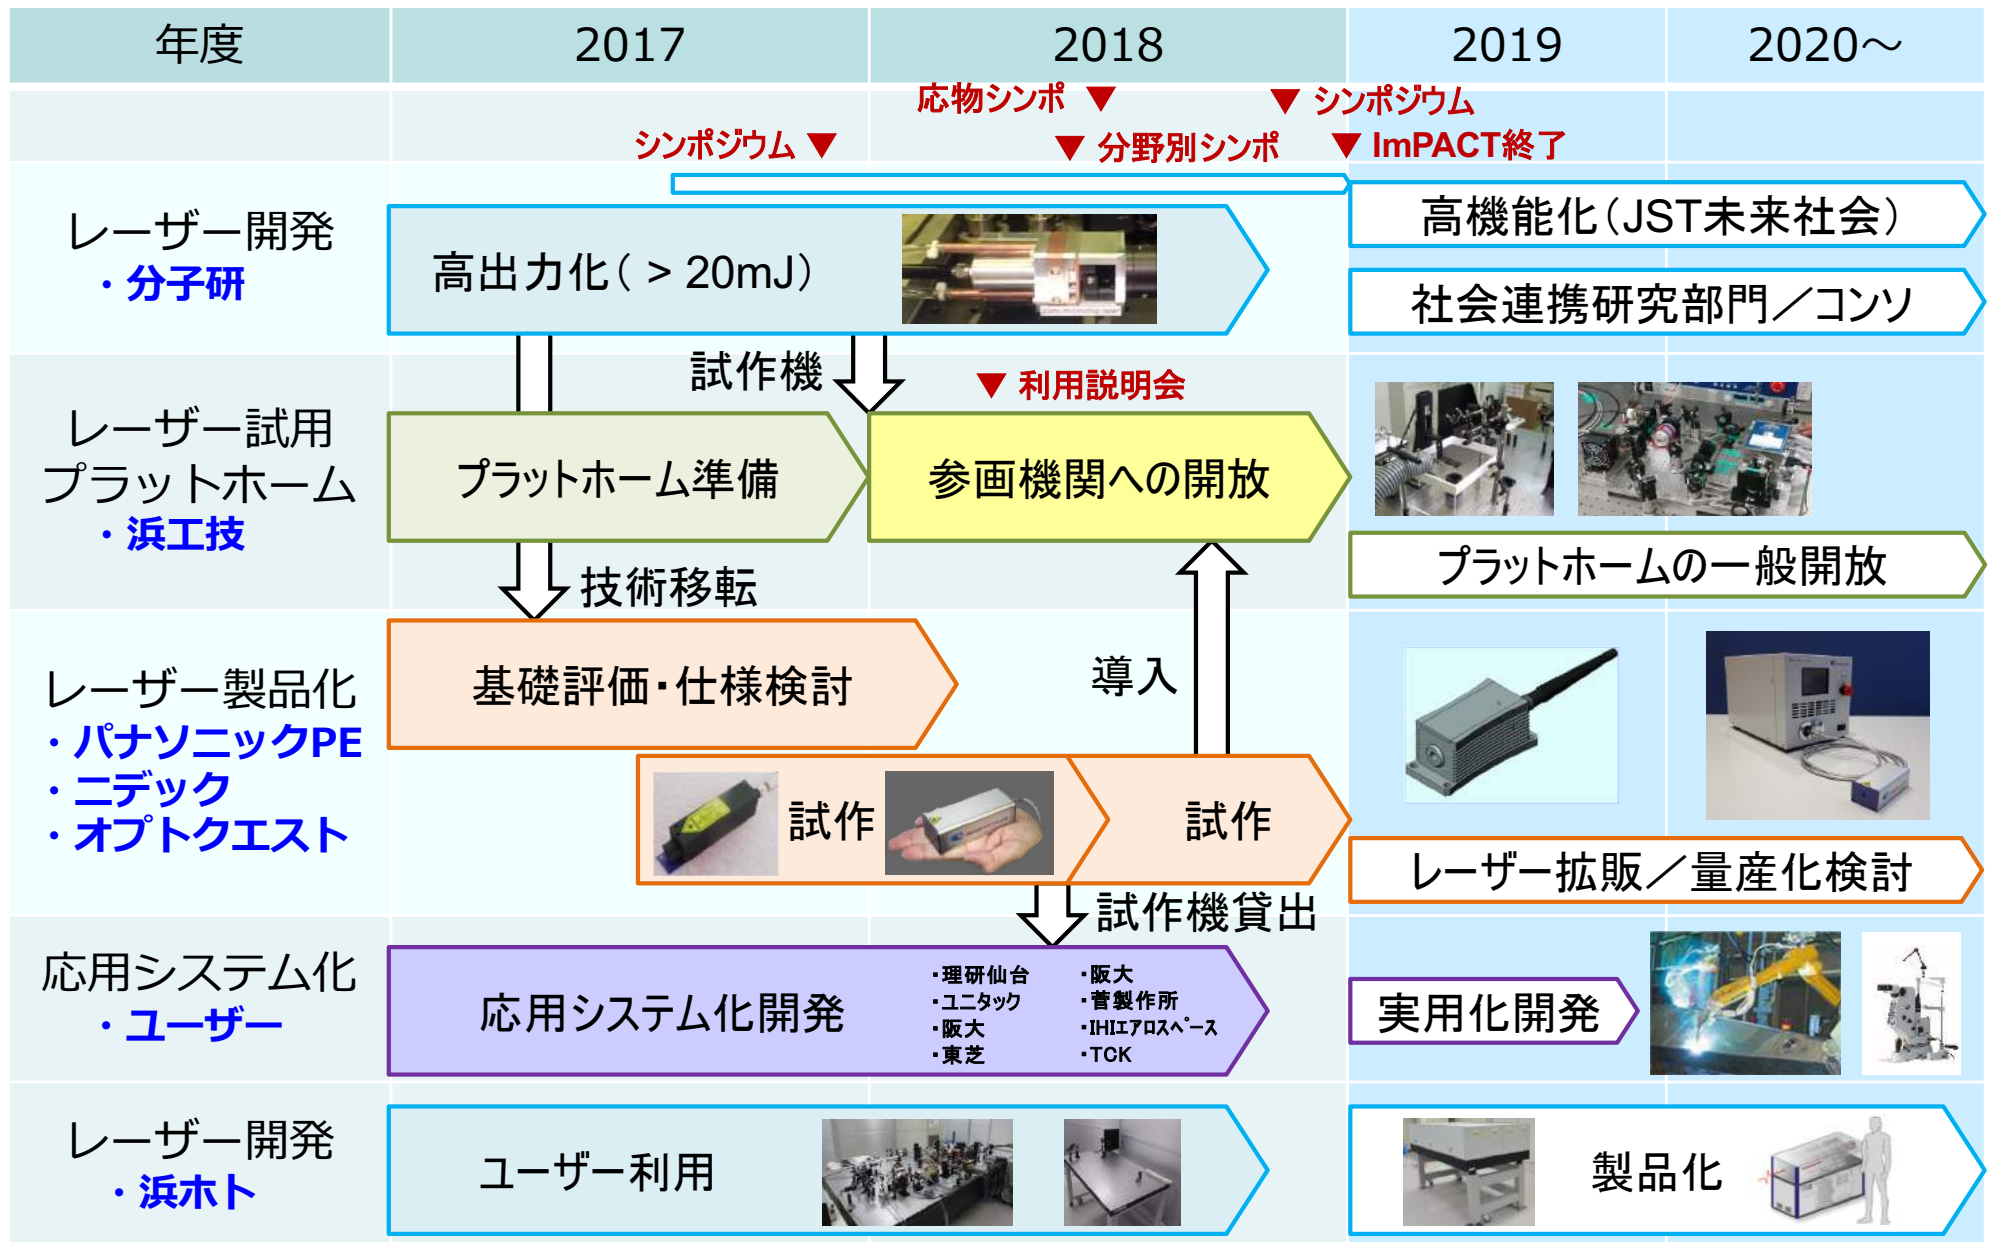 年度
2017
2018
2019
2020～
応物シンポ ▼
▼ シンポジウム
シンポジウム ▼
▼ 分野別シンポ
▼ ImPACT終了
レーザー開発
・分子研
高出力化(＞20mJ)
高機能化(JST未来社会)
社会連携研究部門／コンソ
試作機
▼ 利用説明会
レーザー試用
プラットホーム
・浜工技
プラットホーム準備
参画機関への開放
プラットホームの一般開放
技術移転
レーザー製品化
・パナソニックPE
・ニデック
・オプトクエスト
基礎評価・仕様検討
導入
試作
試作
レーザー拡販／量産化検討
試作機貸出
応用システム化
・ユーザー
応用システム化開発
・理研仙台
・ユニタック
・阪大
・東芝
・阪大
・菅製作所
・IHIエアロスペース
・TCK
実用化開発
レーザー開発
・浜ホト
ユーザー利用
製品化